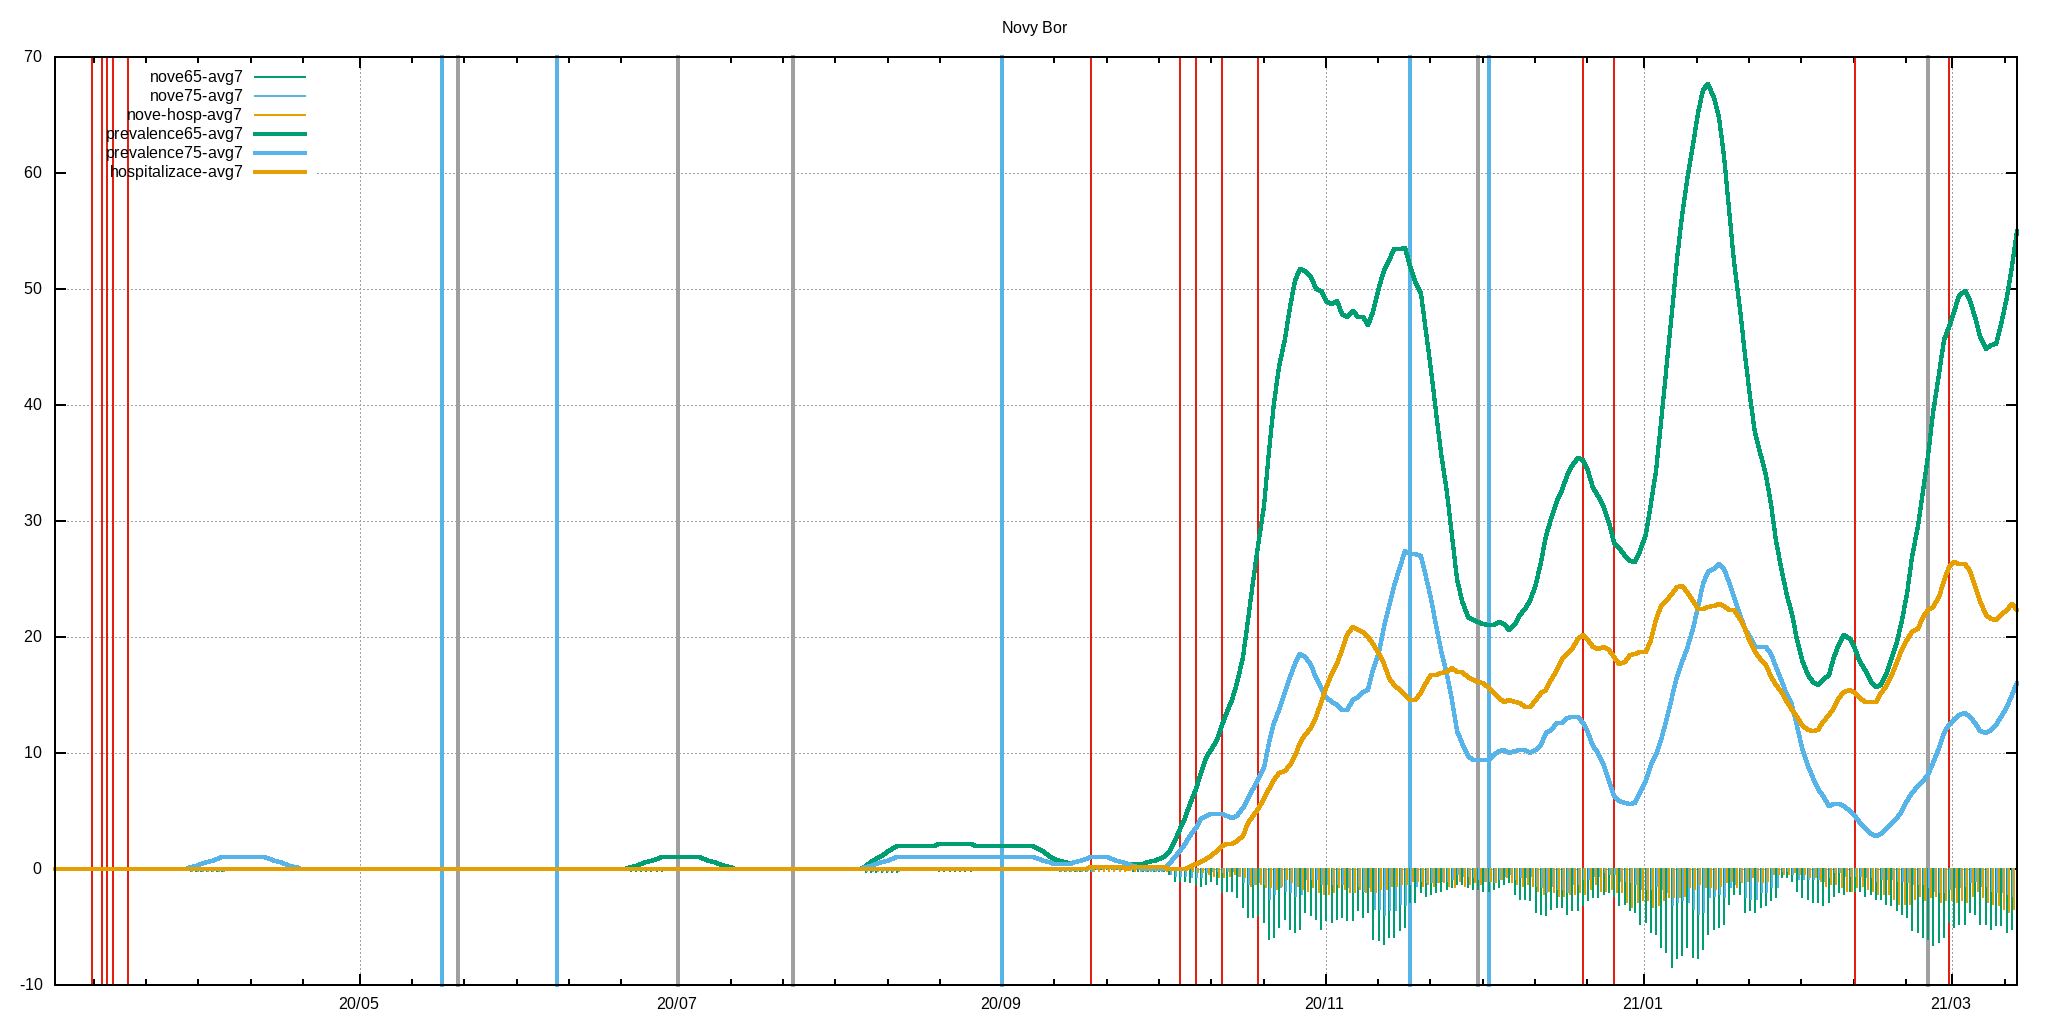 Novy Bor
70
60
50
40
30
20
10
0
-10
nove65-avg7
nove75-avg7
nove-hosp-avg7
prevalence65-avg7
prevalence75-avg7
hospitalizace-avg7
20/05 20/07 20/09 20/11 21/01 21/03